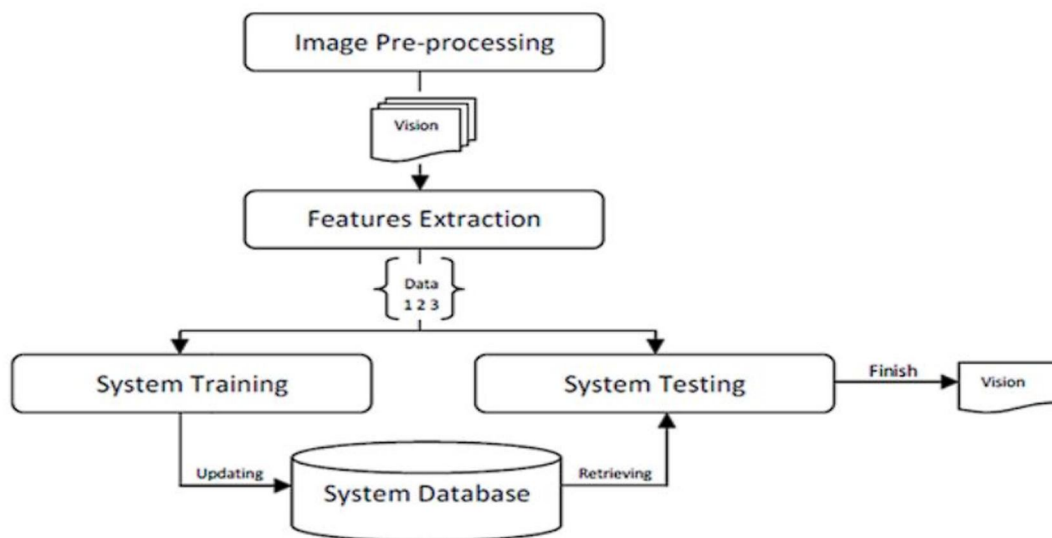 Image Pre-processing
Vision
Features Extraction
Data
1 2 3
System Training
System Testing
Finish
Vision
Updating
System Database
Retrieving